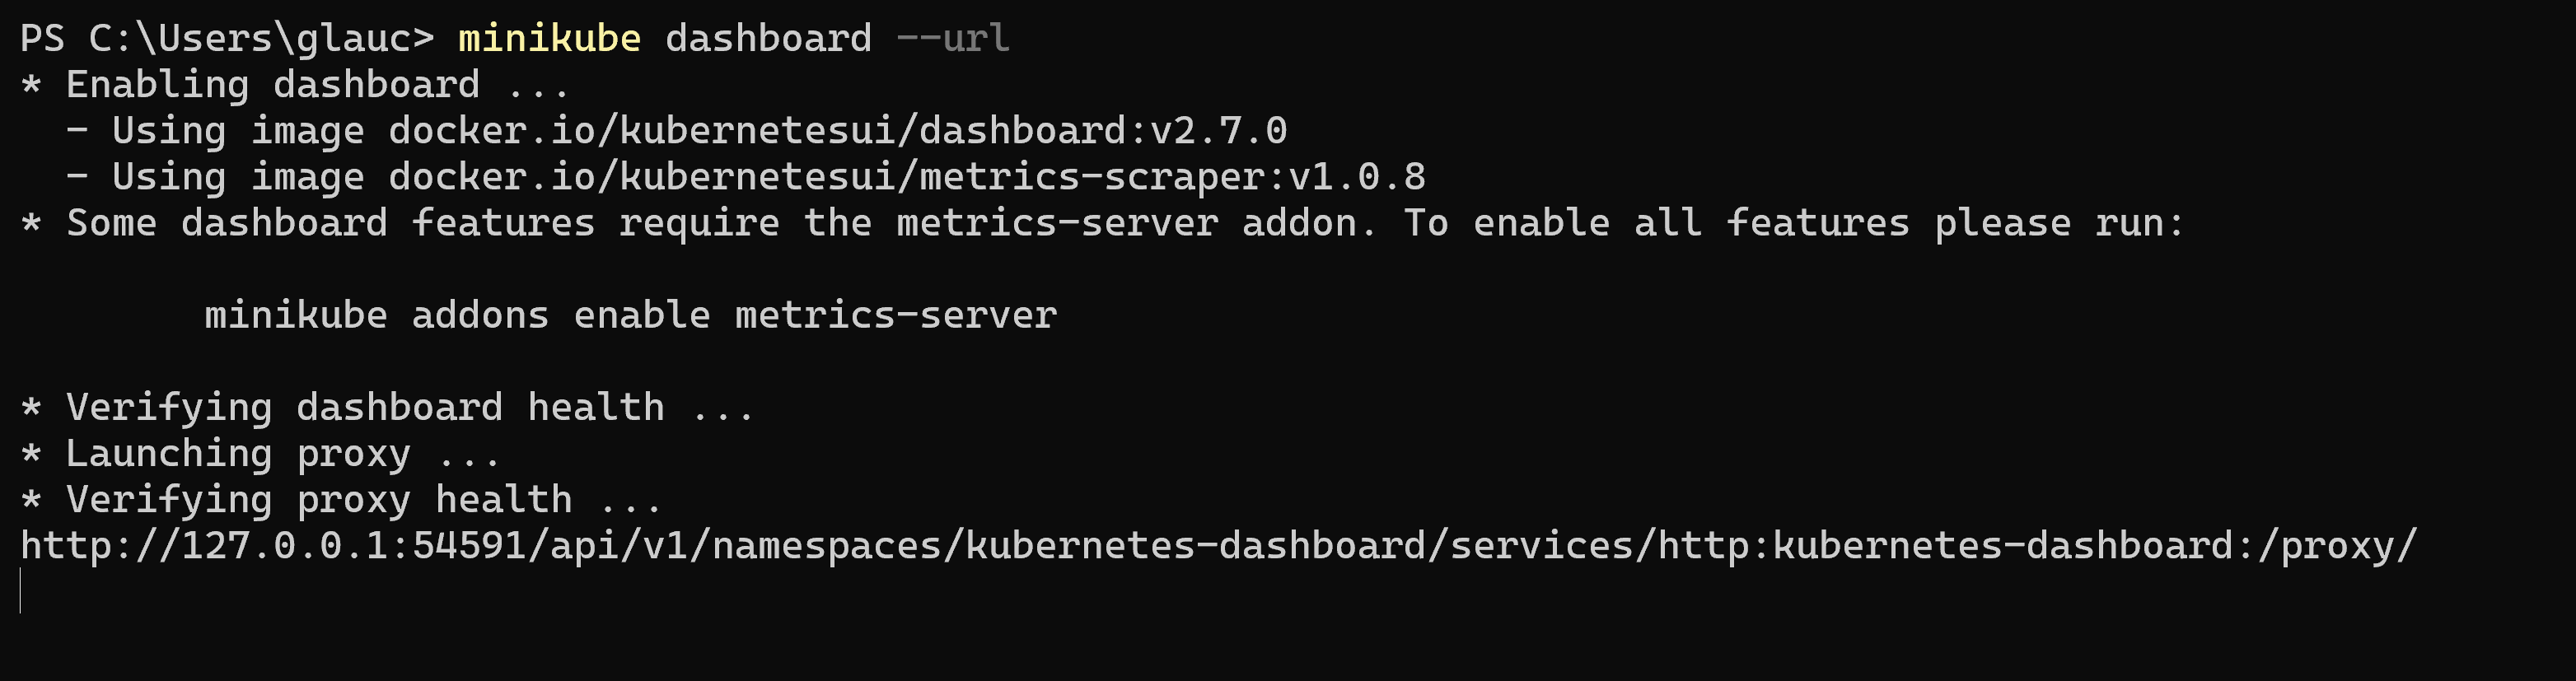 PS C:\Users\glauc> minikube dashboard --url
* Enabling dashboard ...
  - Using image docker.io/kubernetesui/dashboard:v2.7.0
  - Using image docker.io/kubernetesui/metrics-scraper:v1.0.8
* Some dashboard features require the metrics-server addon. To enable all features please run:
        minikube addons enable metrics-server
* Verifying dashboard health ...
* Launching proxy ...
* Verifying proxy health ...
http://127.0.0.1:54591/api/v1/namespaces/kubernetes-dashboard/services/http:kubernetes-dashboard:/proxy/